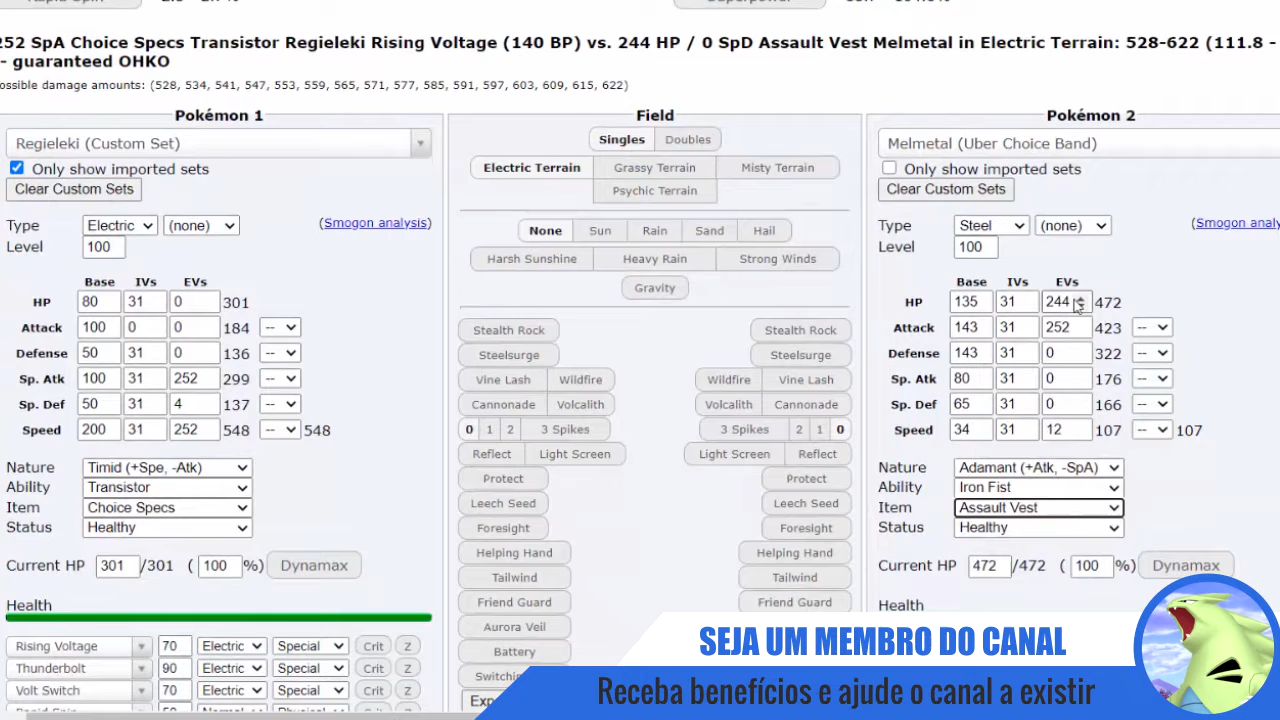 252 SpA Choice Specs Transistor Regieleki Rising Voltage (140 BP) vs. 244 HP / 0 SpD Assault Vest Melmetal in Electric Terrain: 528-622 (111.8 -
- guaranteed OHKO
ossible damage amounts: (528, 534, 541, 547, 553, 559, 565, 571, 577, 585, 591, 597, 603, 609, 615, 622)
Pokémon 1
Regieleki (Custom Set)
Only show imported sets
Clear Custom Sets
Type Electric (none) (Smogon analysis)
Level 100
Base IVs EVs
HP 80 31 0 301
Attack 100 0 0 184 --
Defense 50 31 0 136 --
Sp. Atk 100 31 252 299 --
Sp. Def 50 31 4 137 --
Speed 200 31 252 548 -- 548
Nature Timid (+Spe, -Atk)
Ability Transistor
Item Choice Specs
Status Healthy
Current HP 301 /301 ( 100 %) Dynamax
Health
Rising Voltage 70 Electric Special Crit Z
Thunderbolt 90 Electric Special Crit Z
Volt Switch 70 Electric Special Crit Z
Field
Singles Doubles
Electric Terrain Grassy Terrain Misty Terrain
Psychic Terrain
None Sun Rain Sand Hail
Harsh Sunshine Heavy Rain Strong Winds
Gravity
Stealth Rock Stealth Rock
Steelsurge Steelsurge
Vine Lash Wildfire Wildfire Vine Lash
Cannonade Volcalith Volcalith Cannonade
0 1 2 3 Spikes 3 Spikes 2 1 0
Reflect Light Screen Light Screen Reflect
Protect Protect
Leech Seed Leech Seed
Foresight Foresight
Helping Hand Helping Hand
Tailwind Tailwind
Friend Guard Friend Guard
Aurora Veil
Battery
Switching
Exp
Pokémon 2
Melmetal (Uber Choice Band)
Only show imported sets
Clear Custom Sets
Type Steel (none) (Smogon analy
Level 100
Base IVs EVs
HP 135 31 244 472
Attack 143 31 252 423 --
Defense 143 31 0 322 --
Sp. Atk 80 31 0 176 --
Sp. Def 65 31 0 166 --
Speed 34 31 12 107 -- 107
Nature Adamant (+Atk, -SpA)
Ability Iron Fist
Item Assault Vest
Status Healthy
Current HP 472 /472 ( 100 %) Dynamax
Health
SEJA UM MEMBRO DO CANAL
Receba benefícios e ajude o canal a existir